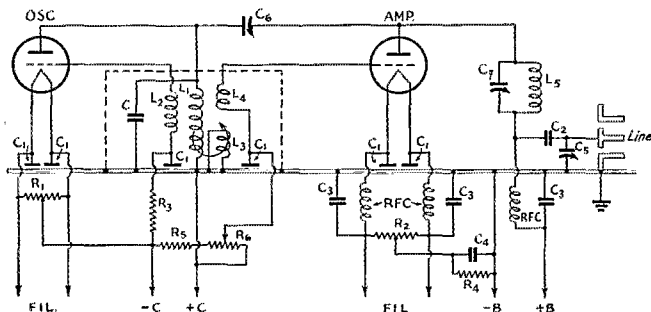 OSC. C6 AMP.
C7 L5
C L2 L1 L4
L3 C2 Line
C1 C1 C1 C1 C1 C1 C5
R1 R3 C3 RFC C3 RFC C3
R5 R6 R2 C4
R4
FIL. -C +C FIL -B +B